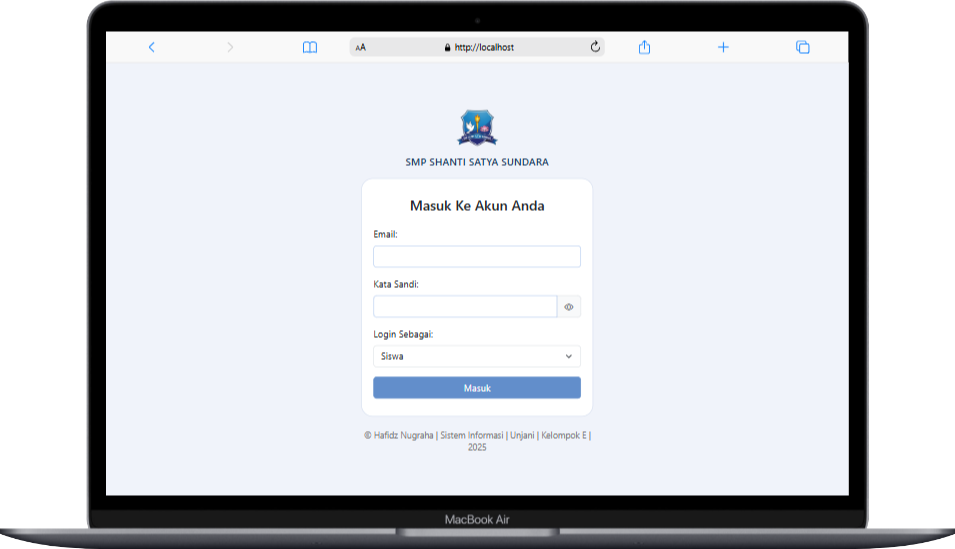 AA
http://localhost
SMP SHANTI SATYA SUNDARA
Masuk Ke Akun Anda
Email:
Kata Sandi:
Login Sebagai:
Siswa
Masuk
© Hafidz Nugraha | Sistem Informasi | Unjani | Kelompok E |
2025
MacBook Air